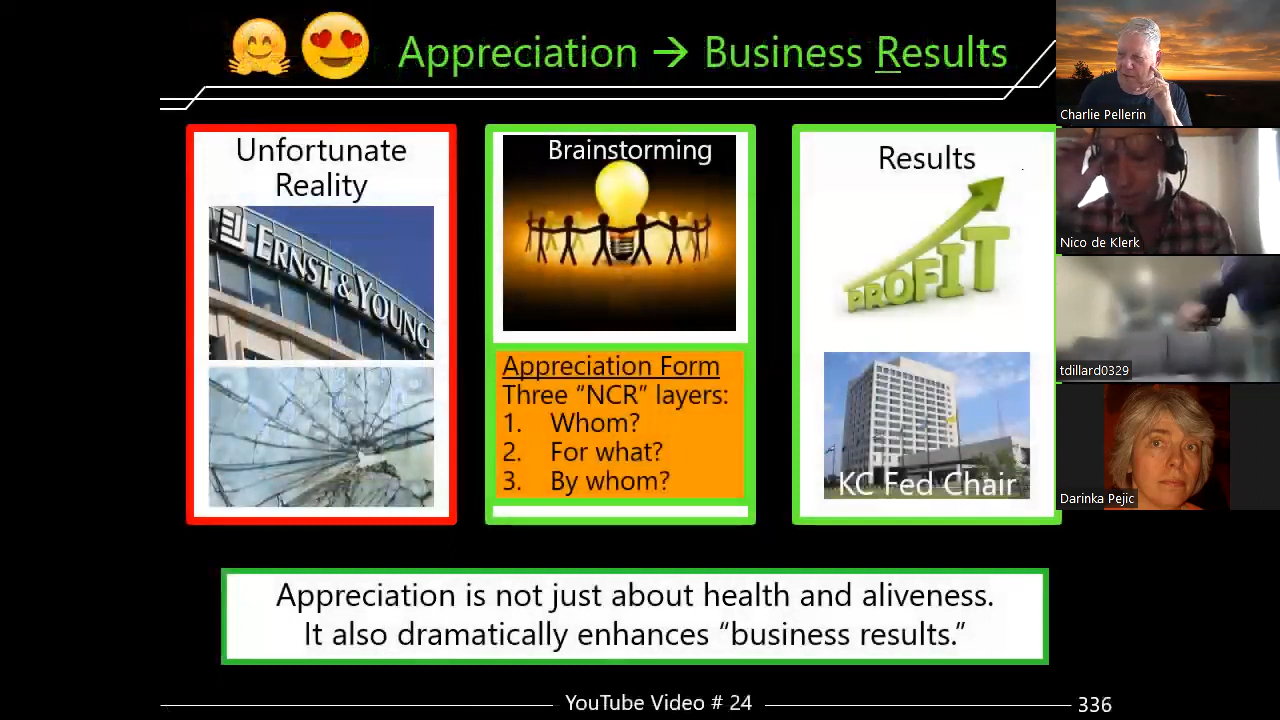 Appreciation → Business Results
Unfortunate
Reality
ERNST & YOUNG
Brainstorming
Appreciation Form
Three “NCR” layers:
1. Whom?
2. For what?
3. By whom?
Results
PROFIT
KC Fed Chair
Appreciation is not just about health and aliveness.
It also dramatically enhances “business results.”
YouTube Video # 24
336
Charlie Pellerin
Nico de Klerk
tdillard0329
Darinka Pejic